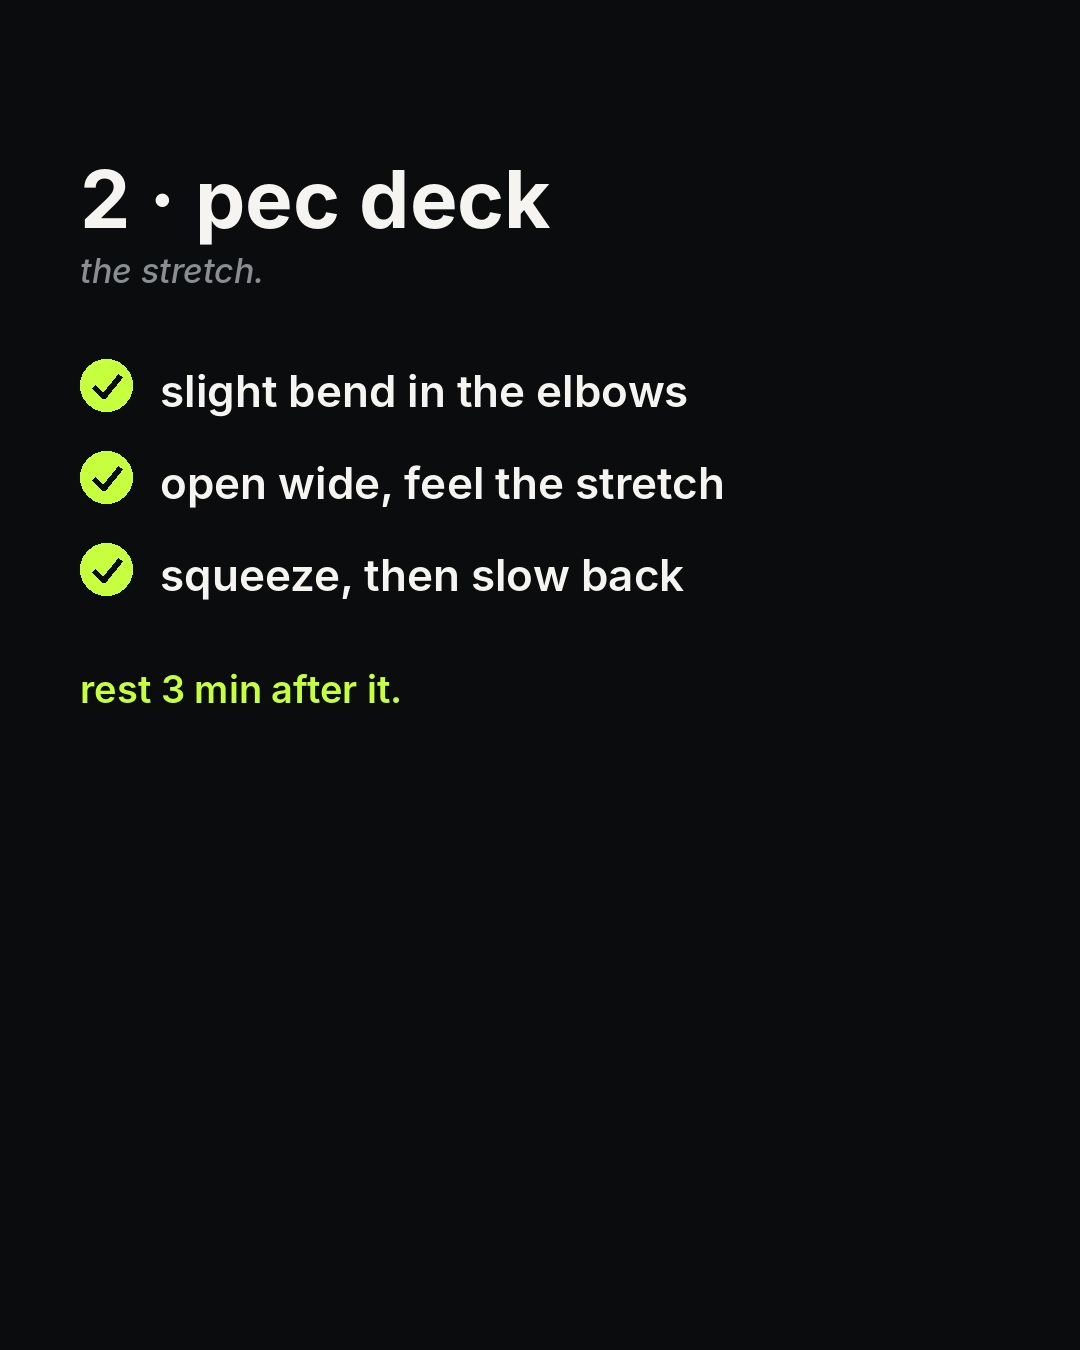 2 · pec deck
the stretch.
slight bend in the elbows
open wide, feel the stretch
squeeze, then slow back
rest 3 min after it.